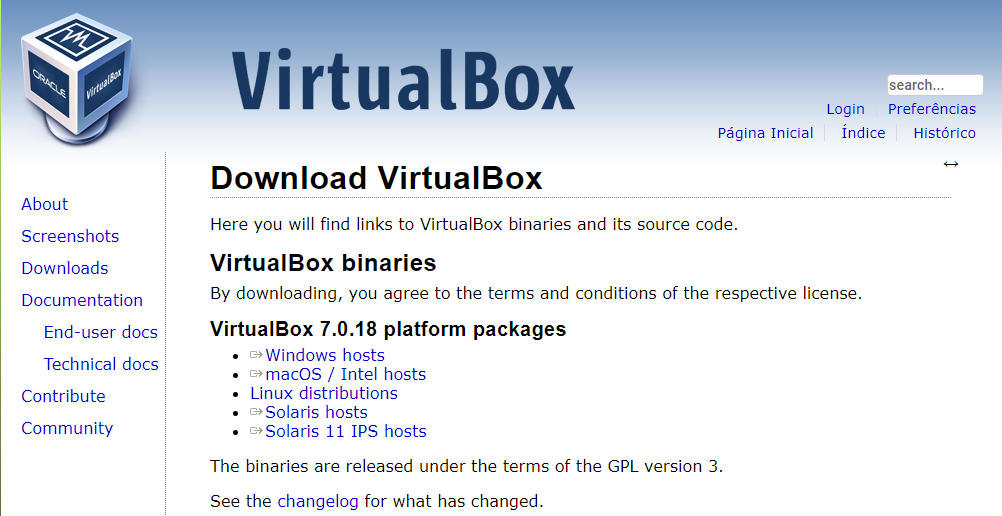 ORACLE
VirtualBox
VirtualBox
search...
Login Preferências
Página Inicial Índice Histórico
About
Screenshots
Downloads
Documentation
End-user docs
Technical docs
Contribute
Community
Download VirtualBox
Here you will find links to VirtualBox binaries and its source code.
VirtualBox binaries
By downloading, you agree to the terms and conditions of the respective license.
VirtualBox 7.0.18 platform packages
Windows hosts
macOS / Intel hosts
Linux distributions
Solaris hosts
Solaris 11 IPS hosts
The binaries are released under the terms of the GPL version 3.
See the changelog for what has changed.